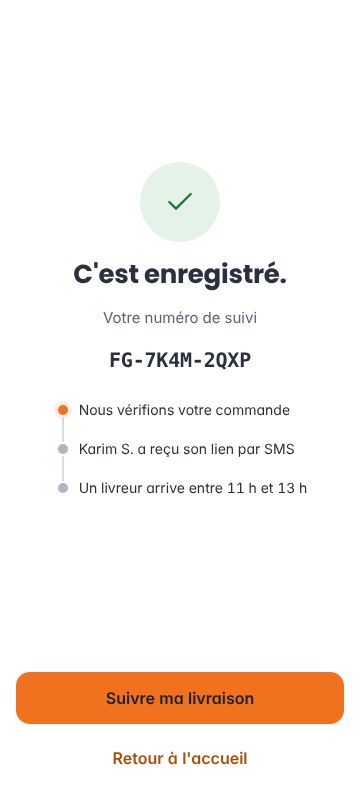 C'est enregistré.
Votre numéro de suivi
FG-7K4M-2QXP
Nous vérifions votre commande
Karim S. a reçu son lien par SMS
Un livreur arrive entre 11 h et 13 h
Suivre ma livraison
Retour à l'accueil